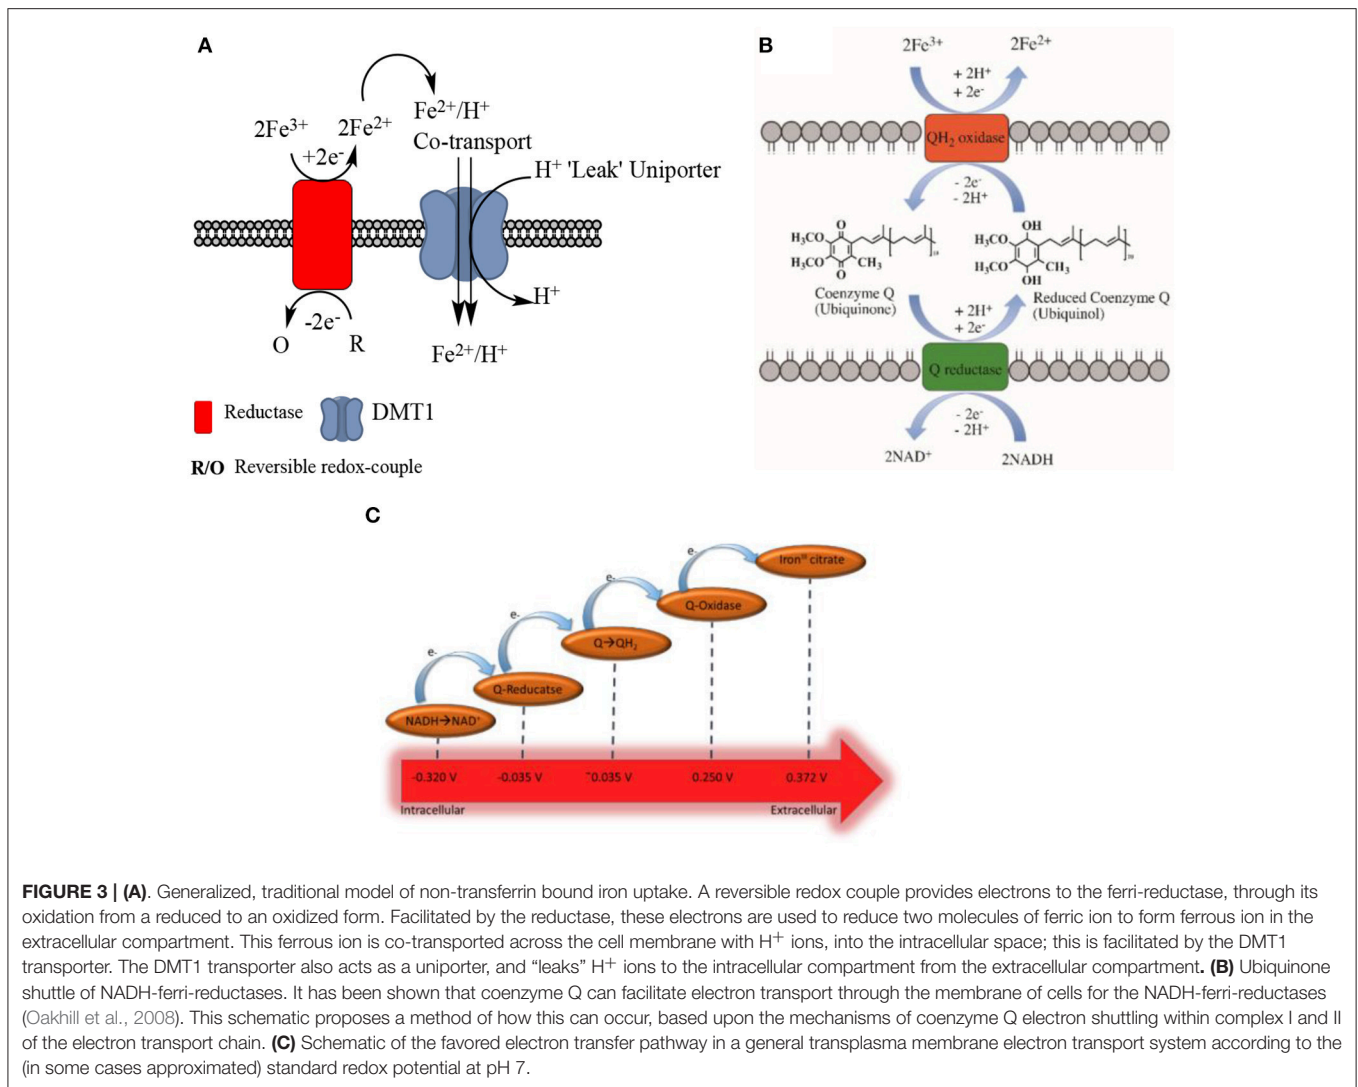 A
2Fe3+
2Fe2+
+2e-
Fe2+/H+
Co-transport
H+ 'Leak' Uniporter
-2e-
O
R
H+
Fe2+/H+
Reductase
DMT1
R/O Reversible redox-couple
B
2Fe3+
2Fe2+
+ 2H+
+ 2e-
QH2 oxidase
- 2e-
- 2H+
O
H3CO
H3CO
CH3
O
OH
H3CO
H3CO
CH3
OH
Coenzyme Q
(Ubiquinone)
Reduced Coenzyme Q
(Ubiquinol)
+ 2H+
+ 2e-
Q reductase
- 2e-
- 2H+
2NAD+
2NADH
C
e-
e-
e-
e-
Iron III citrate
Q-Oxidase
Q→QH2
Q-Reducatse
NADH→NAD+
-0.320 V
-0.035 V
~0.035 V
0.250 V
0.372 V
Intracellular
Extracellular
FIGURE 3 | (A). Generalized, traditional model of non-transferrin bound iron uptake. A reversible redox couple provides electrons to the ferri-reductase, through its
oxidation from a reduced to an oxidized form. Facilitated by the reductase, these electrons are used to reduce two molecules of ferric ion to form ferrous ion in the
extracellular compartment. This ferrous ion is co-transported across the cell membrane with H+ ions, into the intracellular space; this is facilitated by the DMT1
transporter. The DMT1 transporter also acts as a uniporter, and “leaks” H+ ions to the intracellular compartment from the extracellular compartment. (B) Ubiquinone
shuttle of NADH-ferri-reductases. It has been shown that coenzyme Q can facilitate electron transport through the membrane of cells for the NADH-ferri-reductases
(Oakhill et al., 2008). This schematic proposes a method of how this can occur, based upon the mechanisms of coenzyme Q electron shuttling within complex I and II
of the electron transport chain. (C) Schematic of the favored electron transfer pathway in a general transplasma membrane electron transport system according to the
(in some cases approximated) standard redox potential at pH 7.